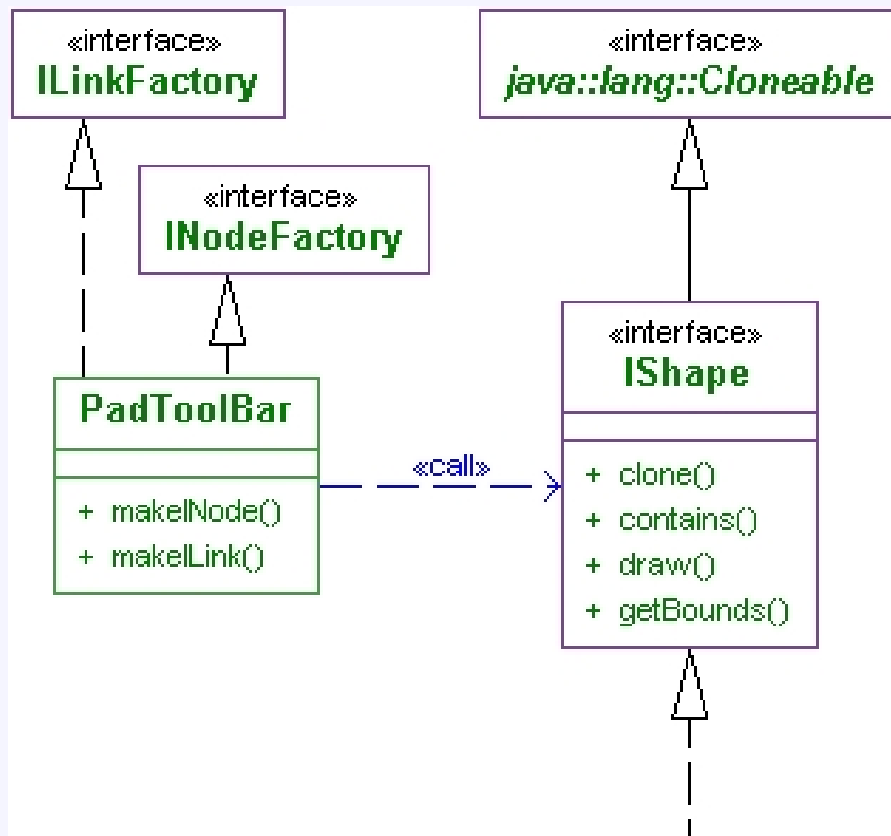 «interface»
ILinkFactory
«interface»
java::lang::Cloneable
«interface»
INodeFactory
«interface»
IShape
PadToolBar
+ makeINode()
+ makeILink()
«call»
+ clone()
+ contains()
+ draw()
+ getBounds()